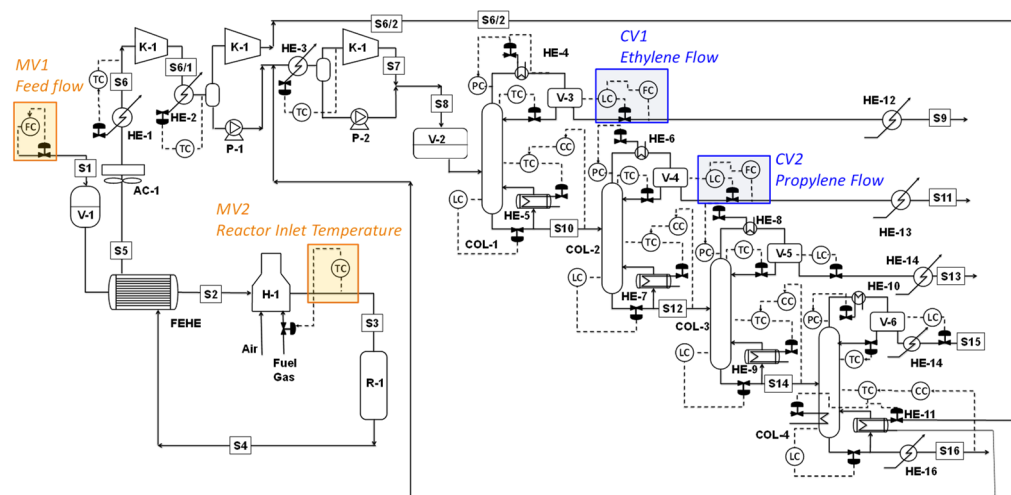 MV1
Feed flow
FC
S1
V-1
TC
S6
HE-1
AC-1
S5
K-1
S6/1
HE-2
TC
K-1
P-1
S6/2
S6/2
HE-3
TC
K-1
S7
P-2
S8
V-2
FEHE
S2
H-1
Air
Fuel
Gas
MV2
Reactor Inlet Temperature
TC
S3
R-1
S4
PC
HE-4
TC
V-3
CV1
Ethylene Flow
LC
FC
HE-12
S9
TC
CC
LC
HE-5
COL-1
S10
PC
HE-6
TC
V-4
CV2
Propylene Flow
LC
FC
HE-13
S11
CC
TC
LC
HE-7
COL-2
S12
PC
HE-8
TC
V-5
LC
HE-14
S13
CC
TC
LC
HE-9
COL-3
S14
PC
HE-10
TC
V-6
LC
HE-14
S15
TC
CC
HE-11
COL-4
LC
HE-16
S16